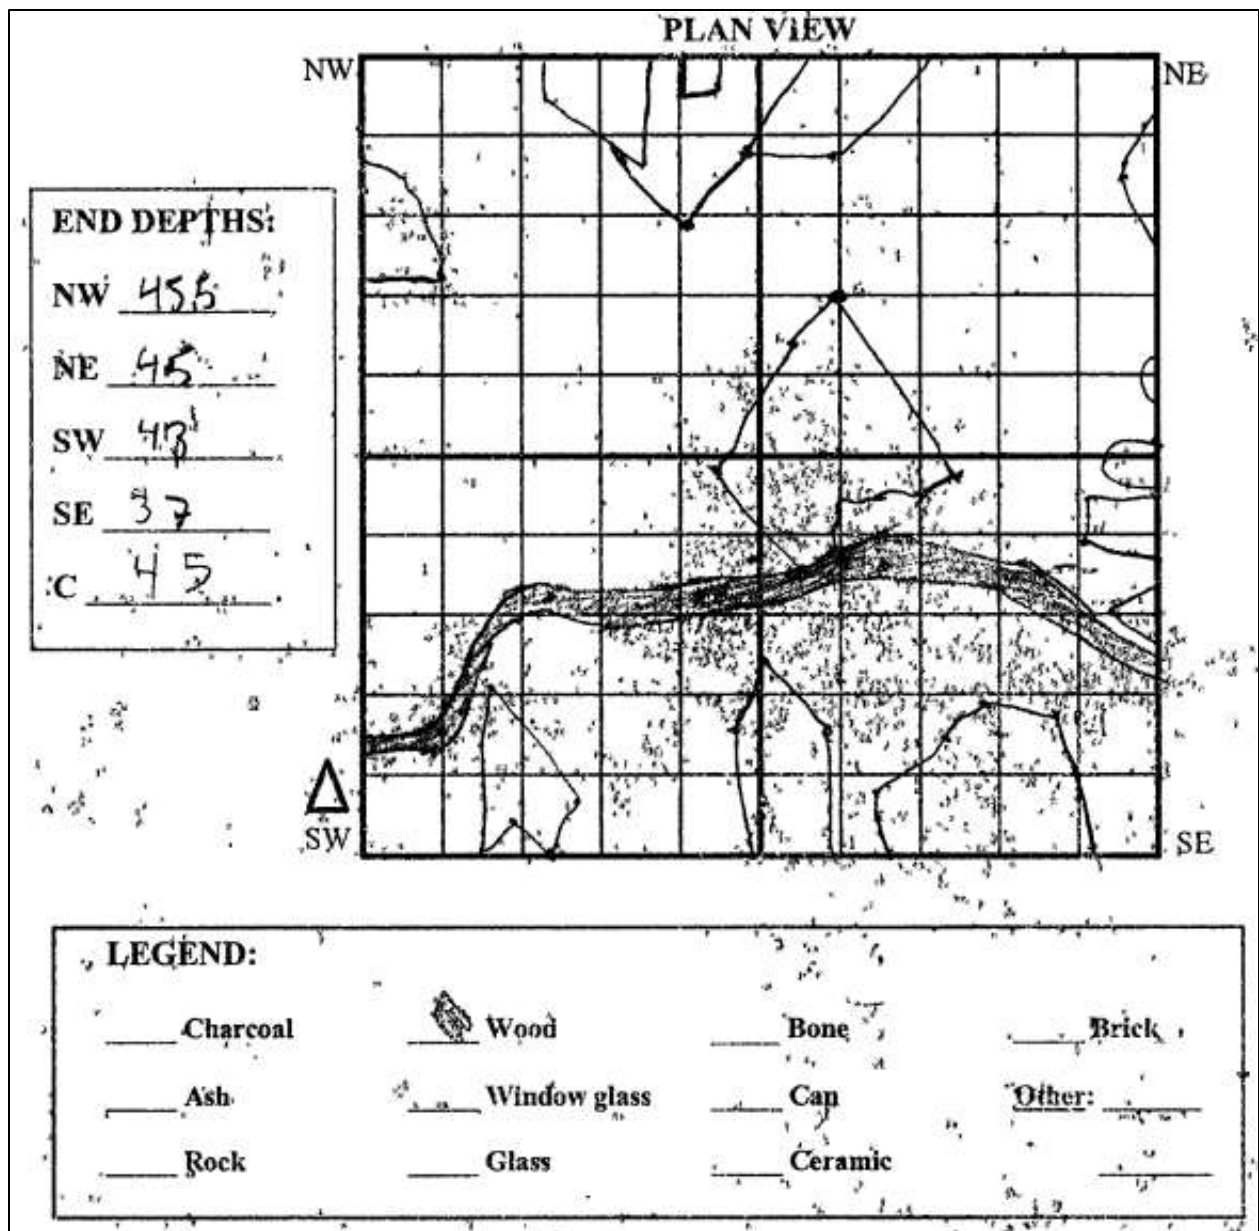 PLAN VIEW
NW
NE
END DEPTHS:
NW 45.5
NE 45
SW
SE 37
C 45
SW
SE
LEGEND:
Charcoal Wood Bone Brick
Ash Window glass Can Other:
Rock Glass Ceramic